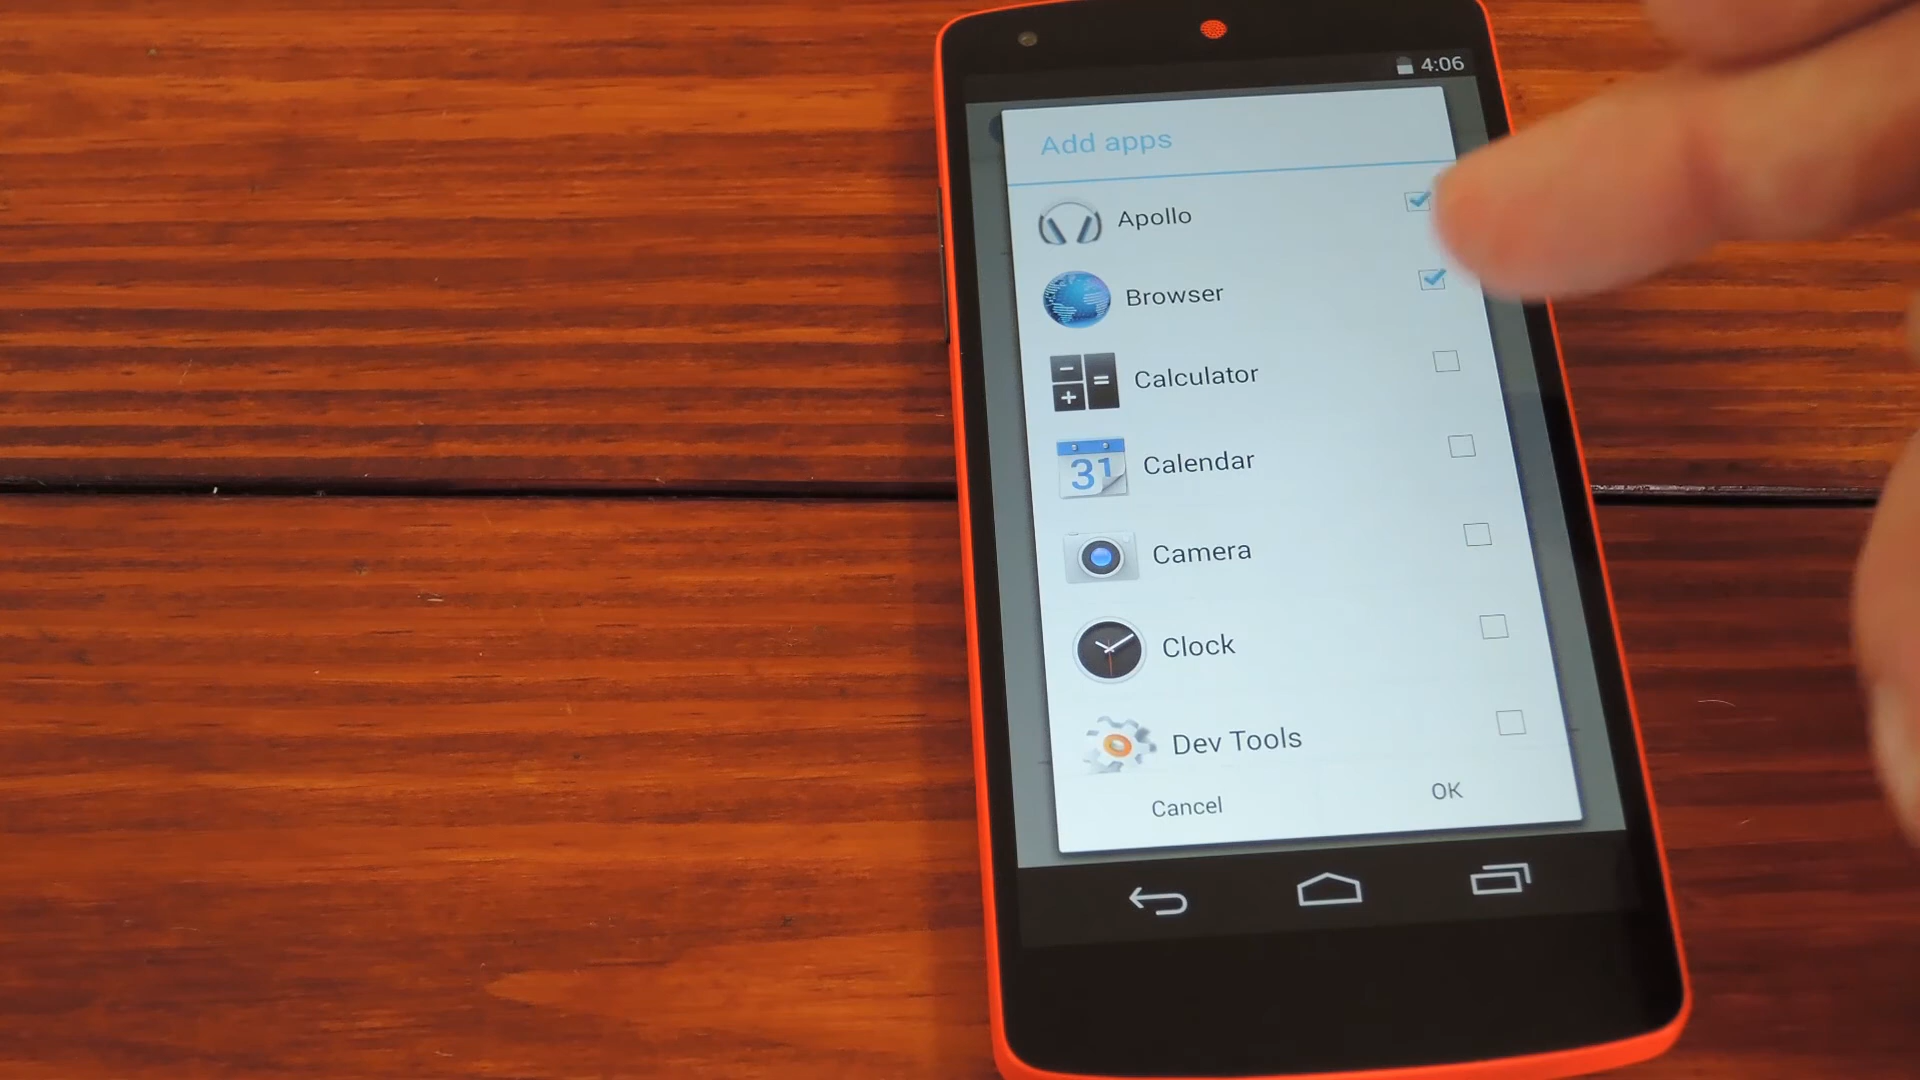 4:06
Add apps
Apollo
Browser
Calculator
31
Calendar
Camera
Clock
Dev Tools
Cancel
OK